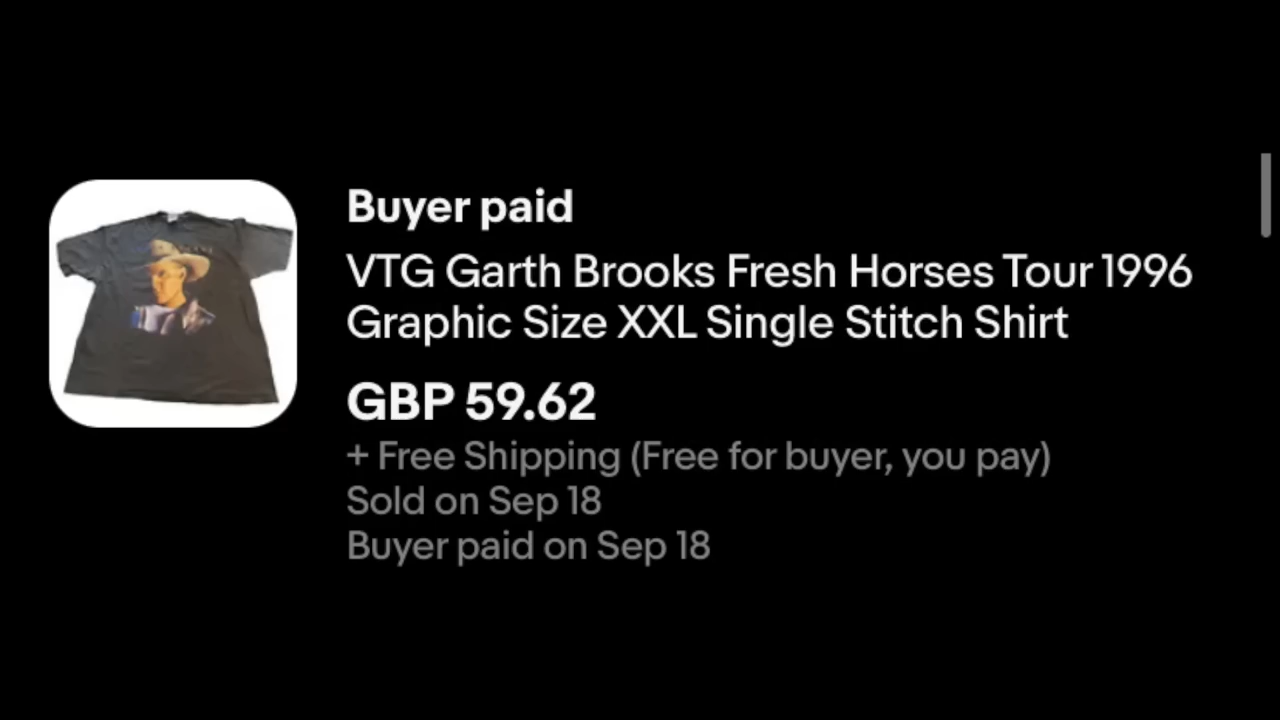 Buyer paid
VTG Garth Brooks Fresh Horses Tour 1996
Graphic Size XXL Single Stitch Shirt
GBP 59.62
+ Free Shipping (Free for buyer, you pay)
Sold on Sep 18
Buyer paid on Sep 18